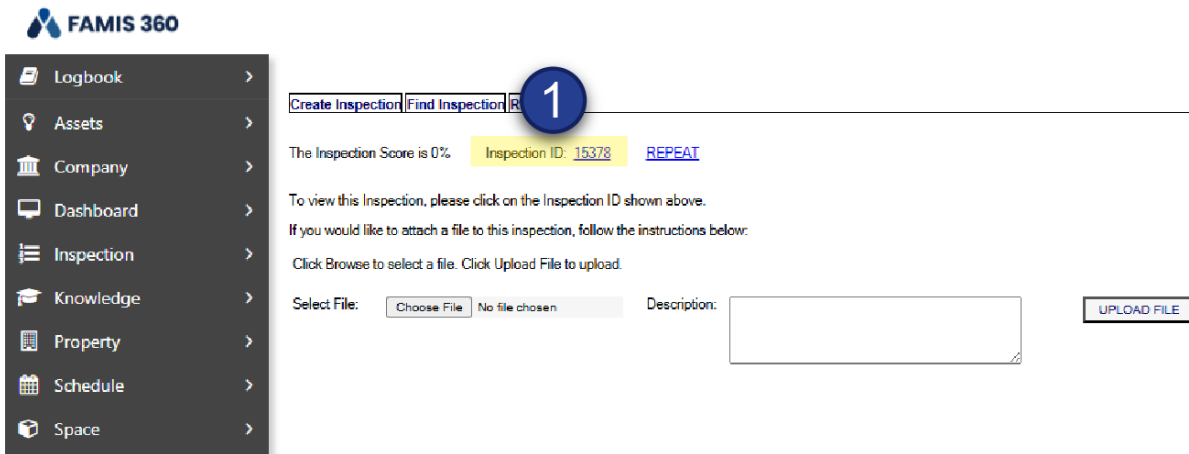 FAMIS 360
Logbook
Assets
Company
Dashboard
Inspection
Knowledge
Property
Schedule
Space
1
Create Inspection Find Inspection R
The Inspection Score is 0% Inspection ID: 15378 REPEAT
To view this Inspection, please click on the Inspection ID shown above.
If you would like to attach a file to this inspection, follow the instructions below:
Click Browse to select a file. Click Upload File to upload.
Select File: Choose File No file chosen Description: UPLOAD FILE